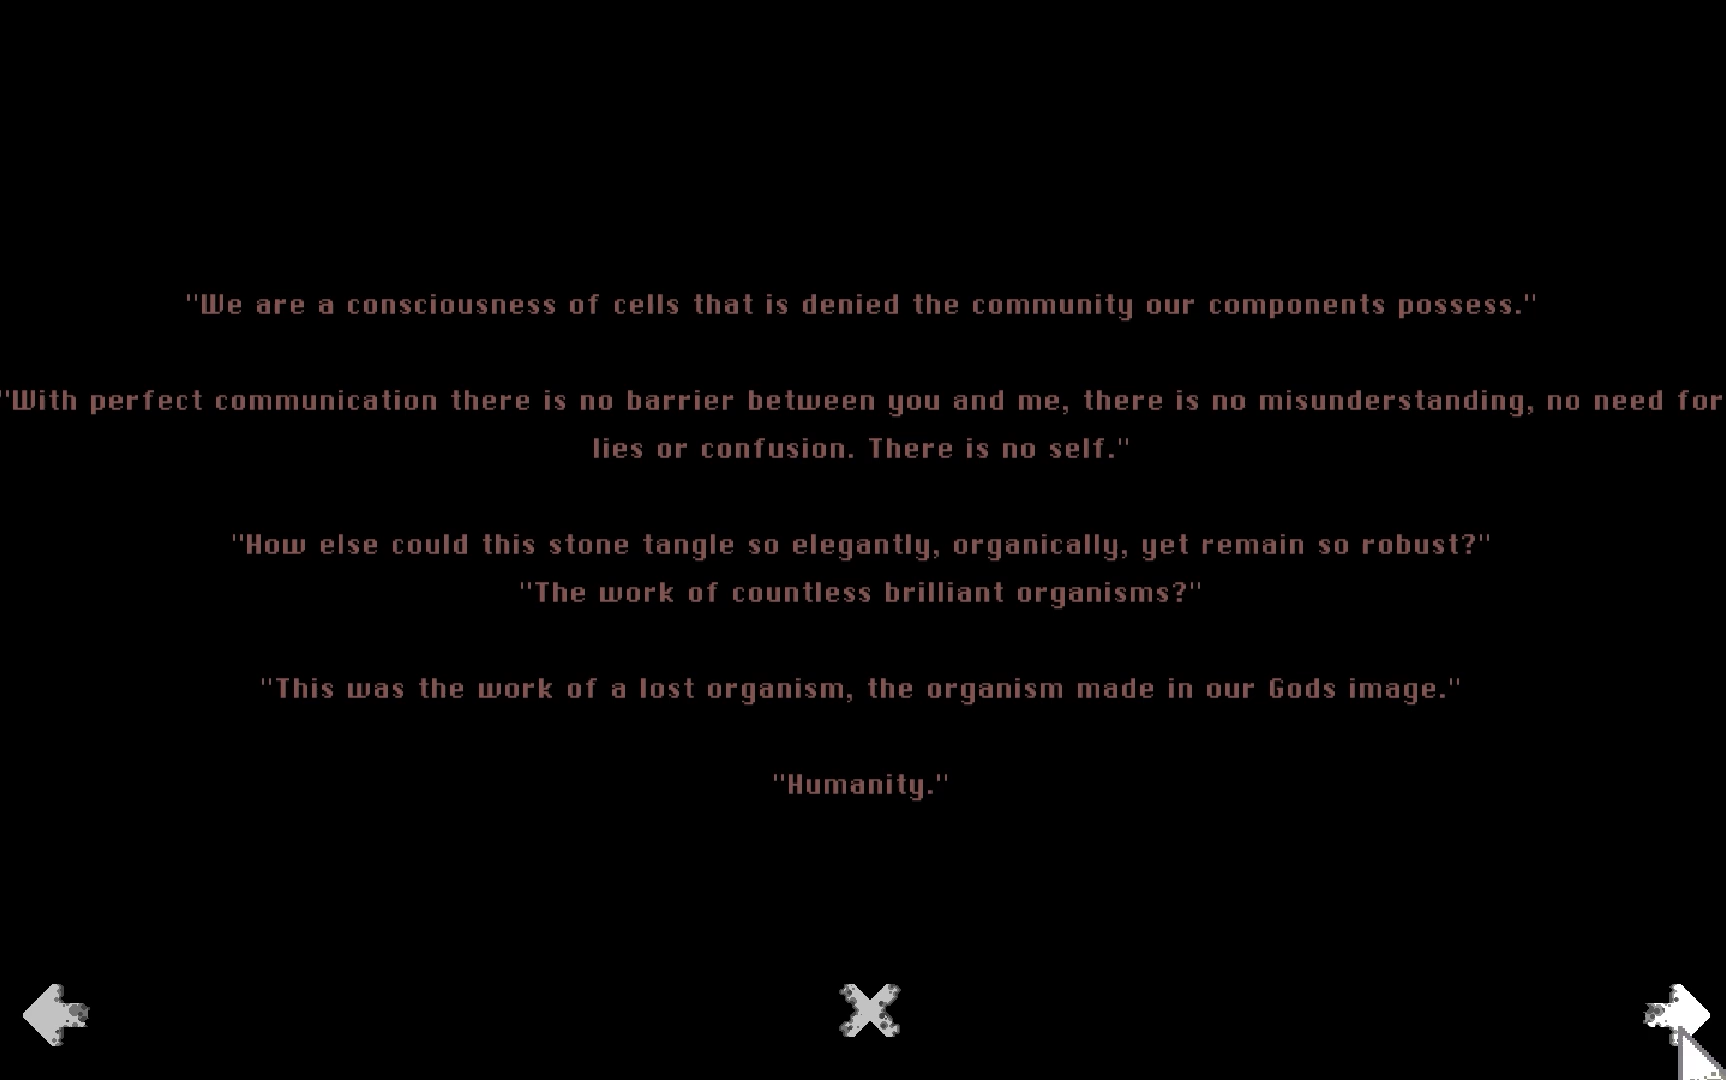 "We are a consciousness of cells that is denied the community our components possess."
"With perfect communication there is no barrier between you and me, there is no misunderstanding, no need for
lies or confusion. There is no self."
"How else could this stone tangle so elegantly, organically, yet remain so robust?"
"The work of countless brilliant organisms?"
"This was the work of a lost organism, the organism made in our Gods image."
"Humanity."